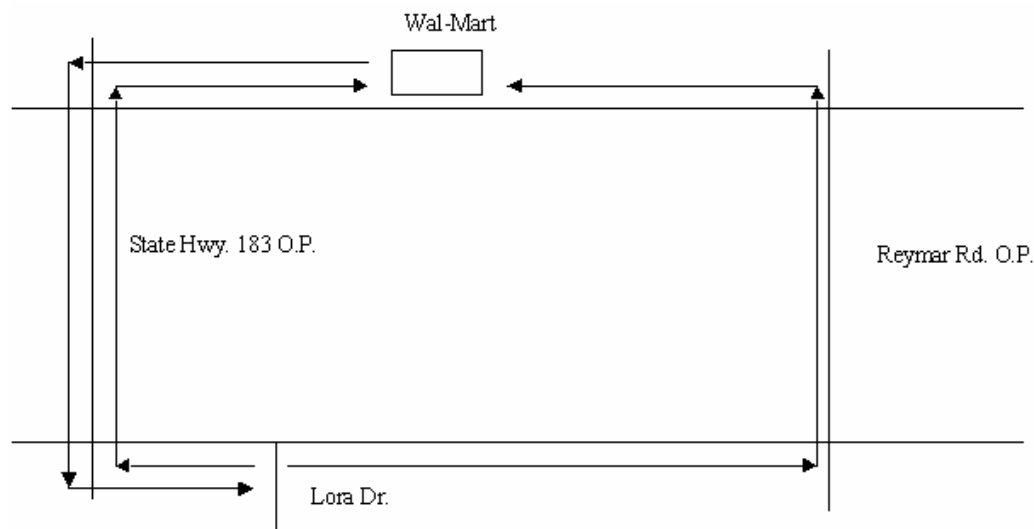 Wal-Mart
State Hwy. 183 O.P.
Reymar Rd. O.P.
Lora Dr.